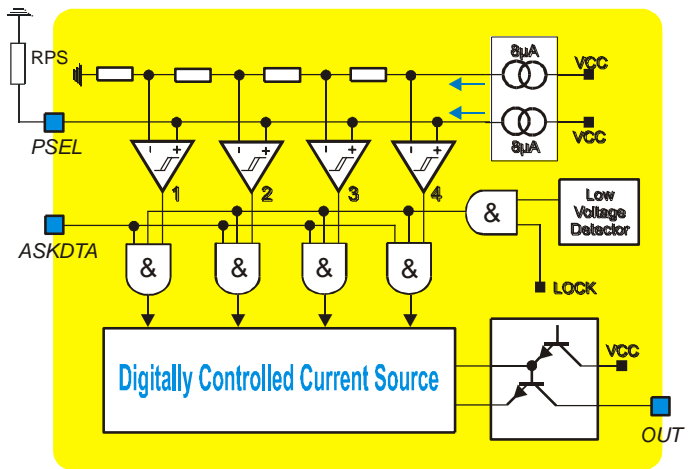 RPS
8µA
VCC
VCC
8µA
PSEL
1
2
3
4
ASKDTA
&
Low
Voltage
Detector
&
&
&
&
LOCK
Digitally Controlled Current Source
VCC
OUT